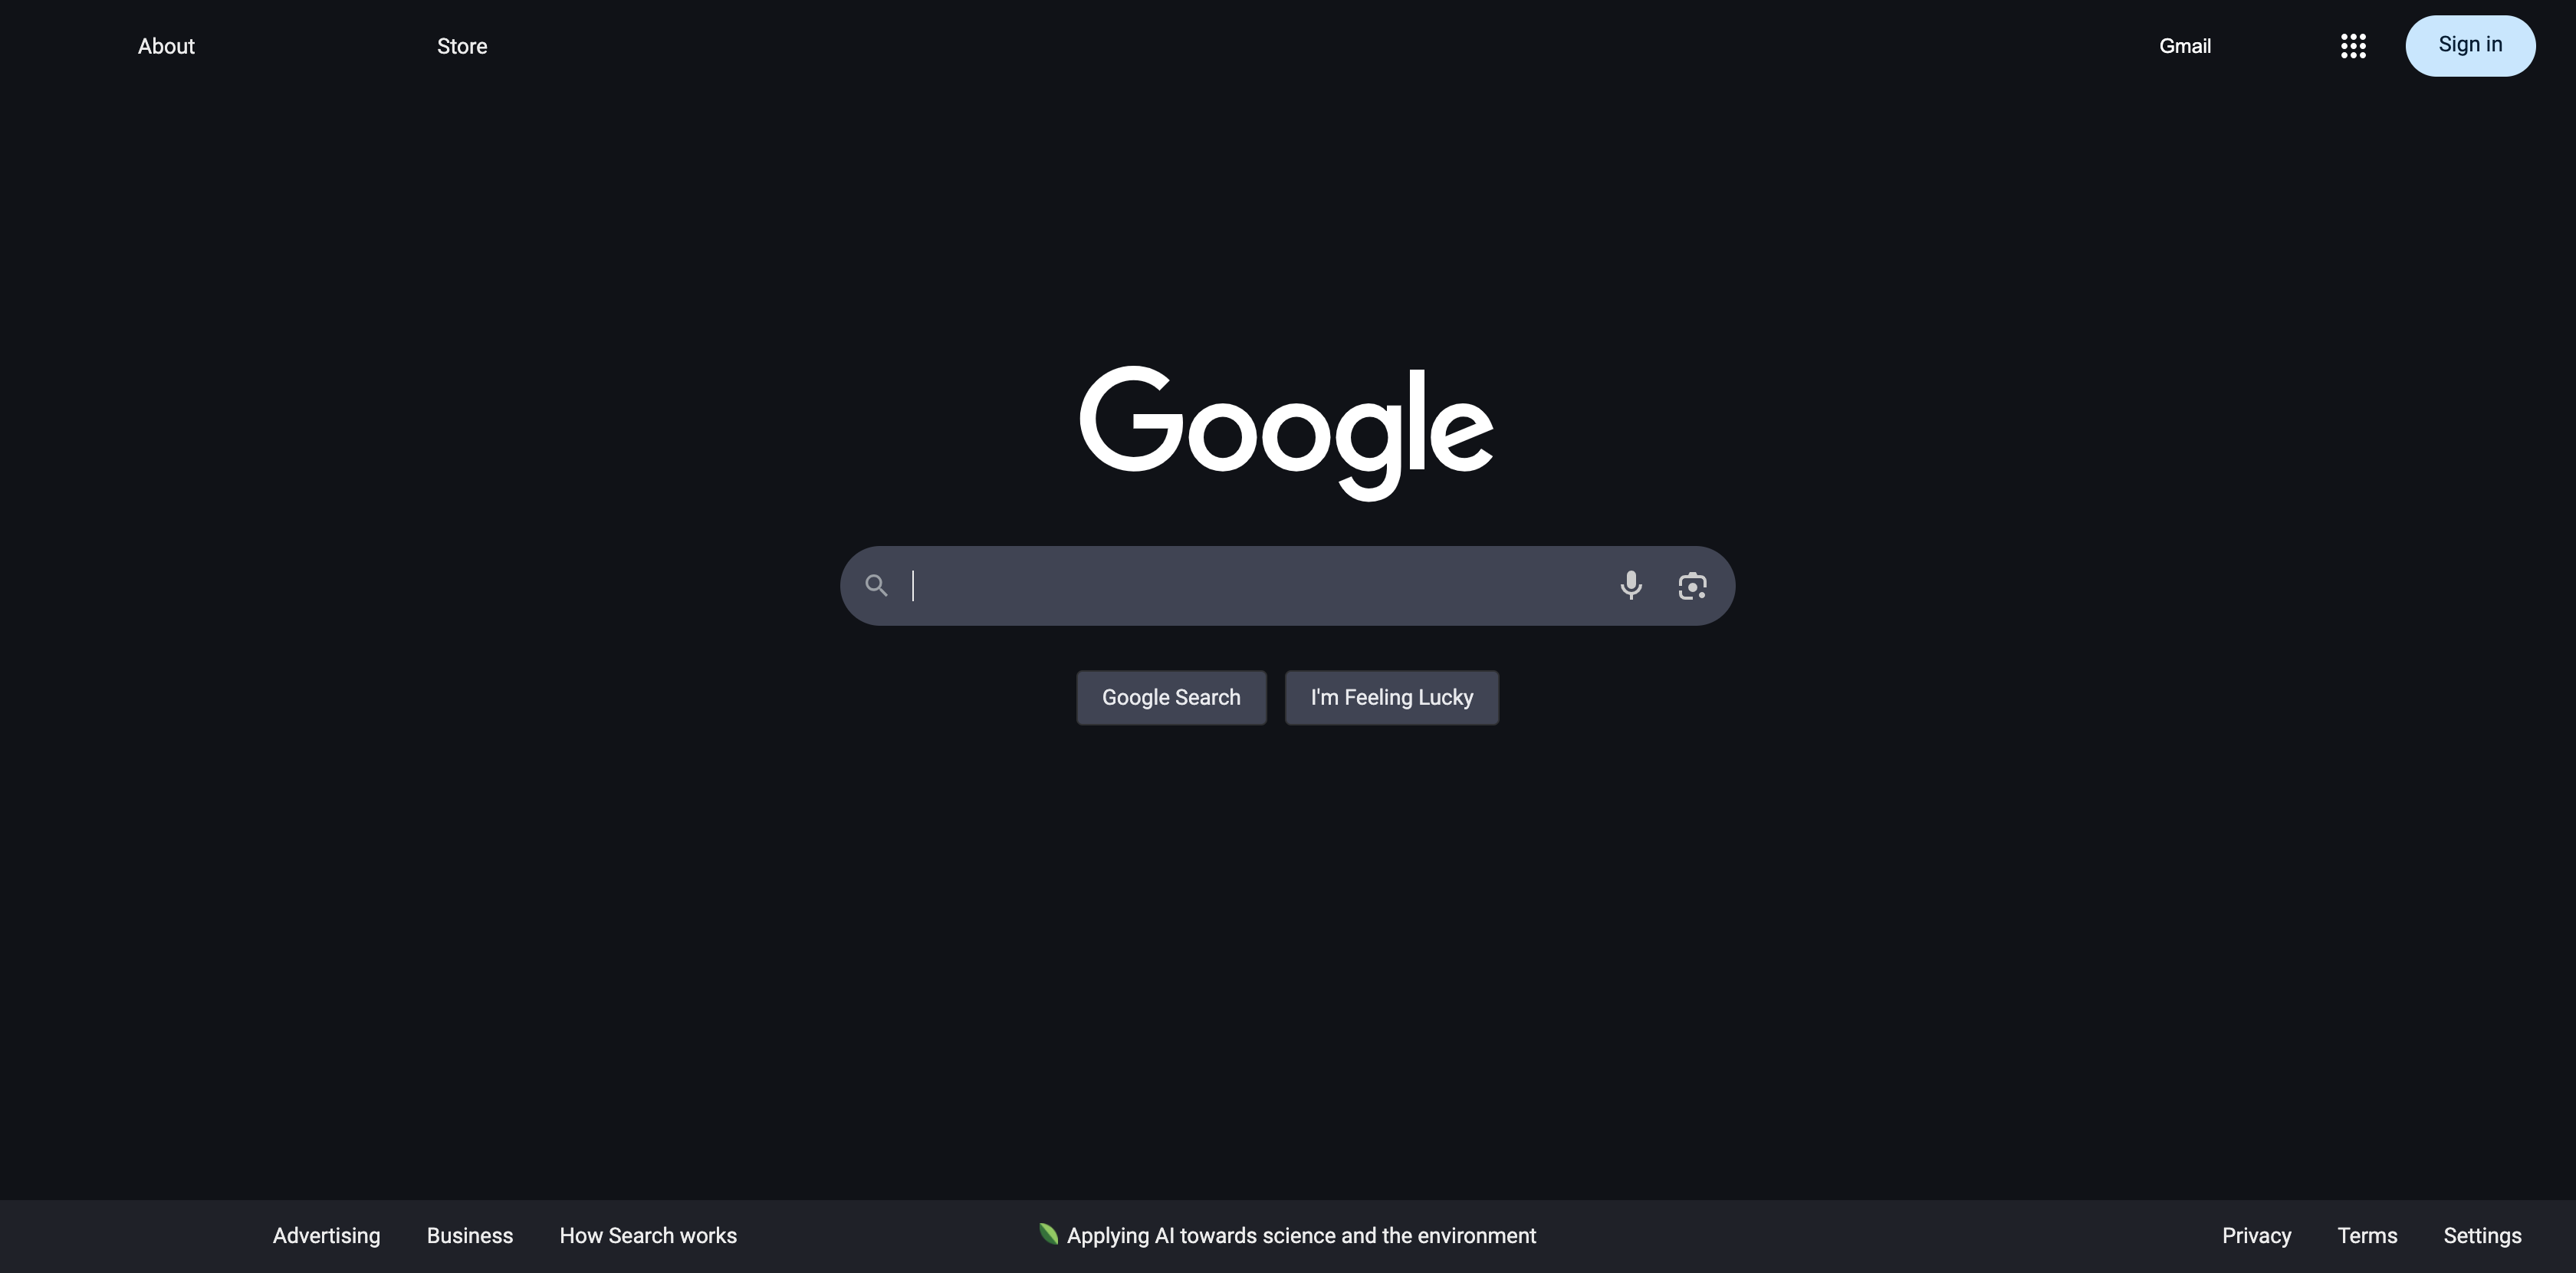 About Store Gmail Sign in
Google
Google Search I'm Feeling Lucky
Advertising Business How Search works Applying AI towards science and the environment Privacy Terms Settings